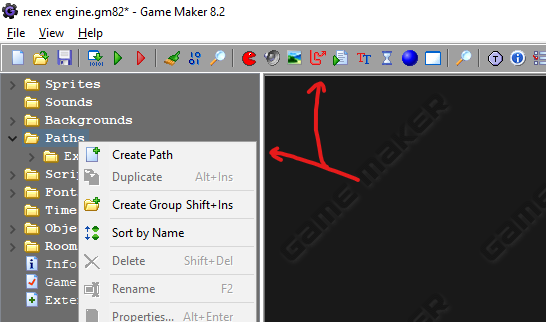 renex engine.gm82* - Game Maker 8.2
File View Help
Sprites
Sounds
Backgrounds
Paths
Ex
Scrip
Font
Time
Obje
Room
Info
Game
Exte
Create Path
Duplicate Alt+Ins
Create Group Shift+Ins
Sort by Name
Delete Shift+Del
Rename F2
Properties... Alt+Enter
GAME MAKER
GAME MAKER
GAME MAKER